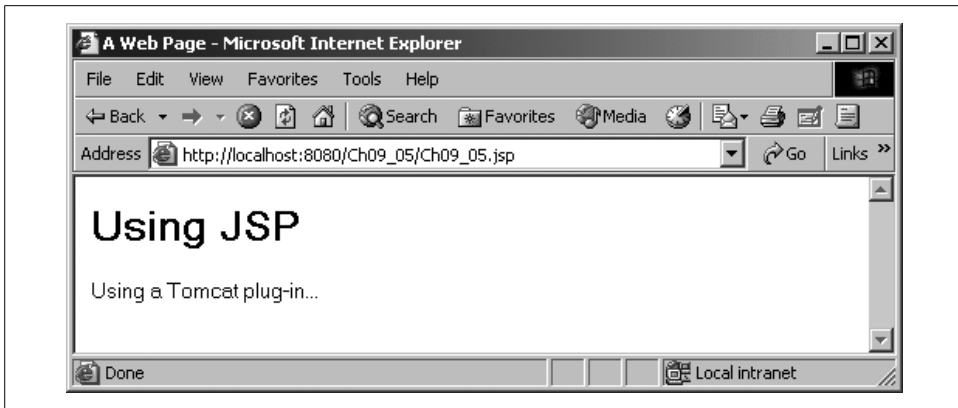 A Web Page - Microsoft Internet Explorer
File Edit View Favorites Tools Help
Back Search Favorites Media
Address http://localhost:8080/Ch09_05/Ch09_05.jsp Go Links »
Using JSP
Using a Tomcat plug-in...
Done Local intranet